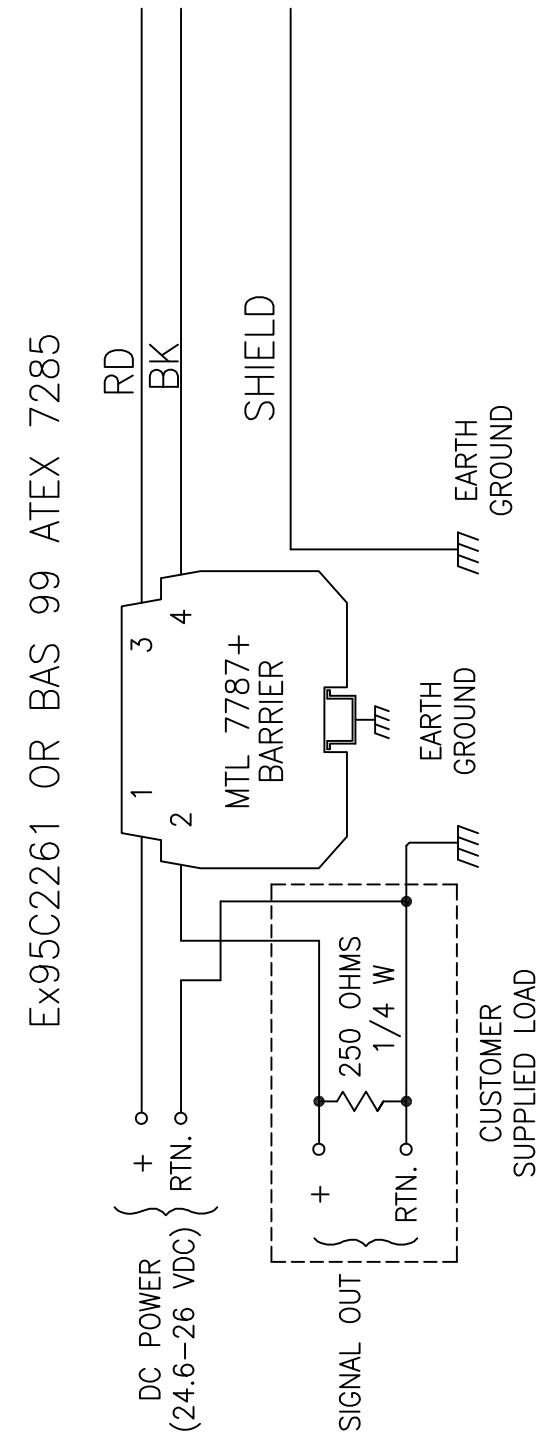 Ex95C2261 OR BAS 99 ATEX 7285
RD
BK
SHIELD
1
2
3
4
MTL 7787+
BARRIER
EARTH
GROUND
EARTH
GROUND
DC POWER
(24.6-26 VDC)
+
RTN.
SIGNAL OUT
+
RTN.
250 OHMS
1/4 W
CUSTOMER
SUPPLIED LOAD